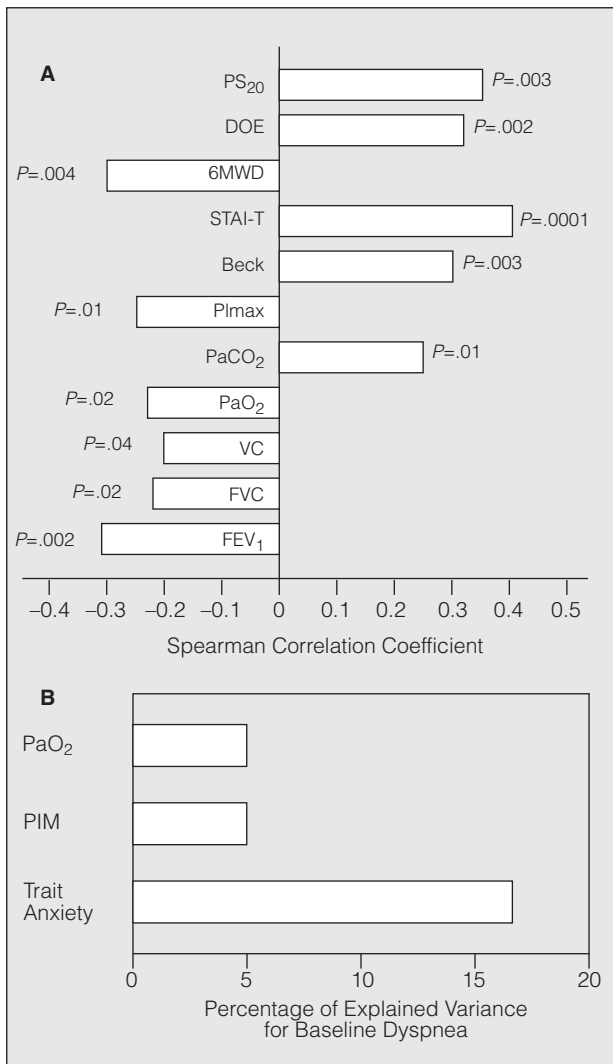 A
PS20 P=.003
DOE P=.002
P=.004 6MWD
STAI-T P=.0001
Beck P=.003
P=.01 PImax
PaCO2 P=.01
P=.02 PaO2
P=.04 VC
P=.02 FVC
P=.002 FEV1
–0.4 –0.3 –0.2 –0.1 0 0.1 0.2 0.3 0.4 0.5
Spearman Correlation Coefficient
B
PaO2
PIM
Trait
Anxiety
0 5 10 15 20
Percentage of Explained Variance
for Baseline Dyspnea